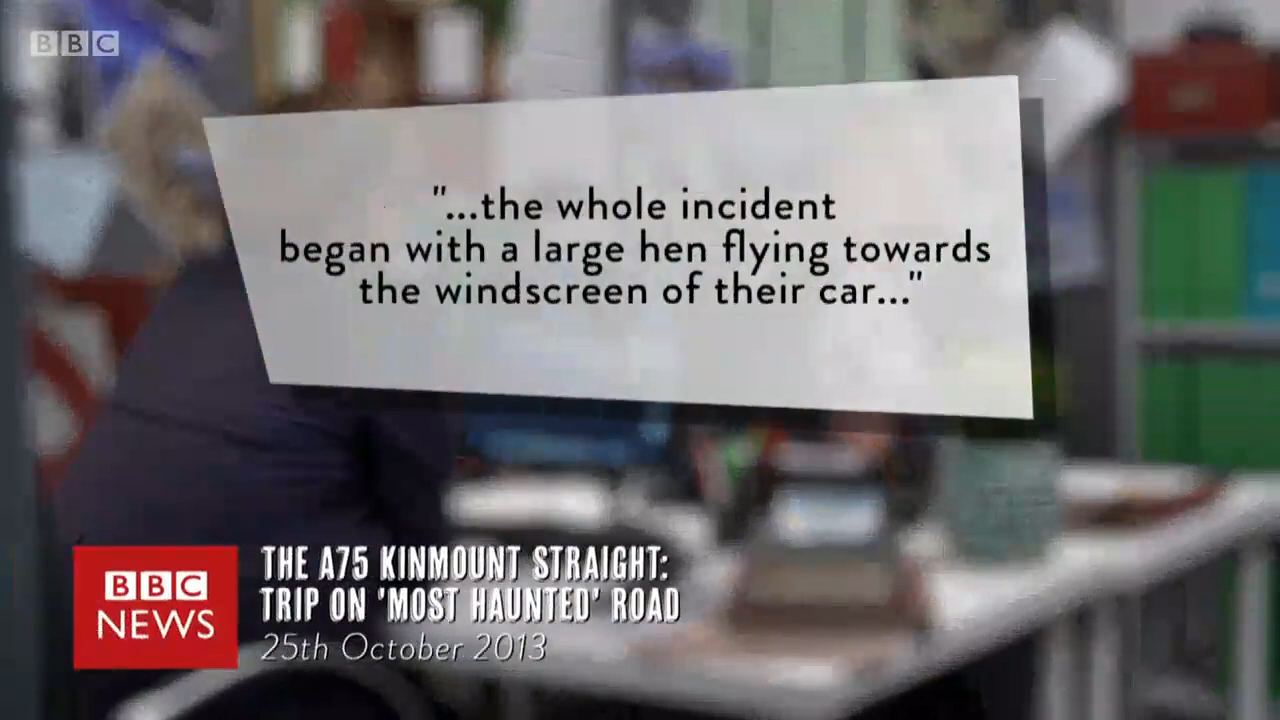 BBC
"...the whole incident
began with a large hen flying towards
the windscreen of their car..."
BBC
NEWS
THE A75 KINMOUNT STRAIGHT:
TRIP ON 'MOST HAUNTED' ROAD
25th October 2013